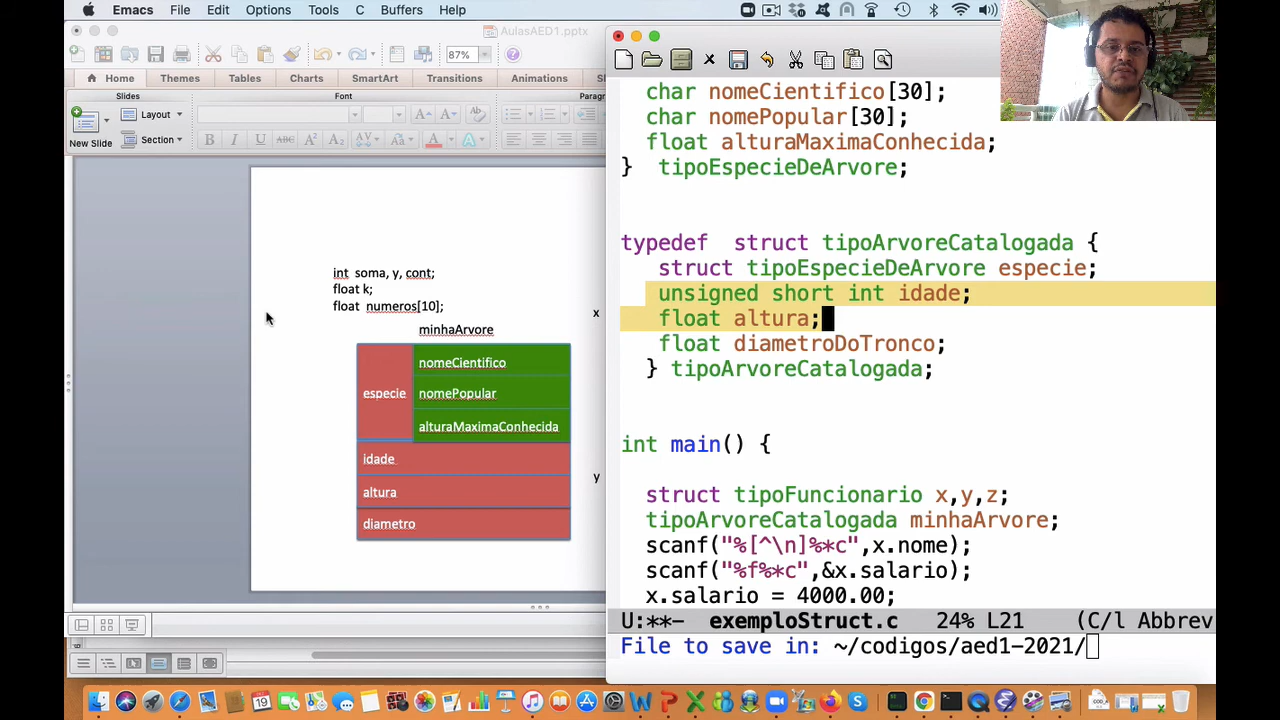 Emacs File Edit Options Tools C Buffers Help
AulasAED1.pptx
87%
Home Themes Tables Charts SmartArt Transitions Animations
Slides Font
New Slide
Layout
Section
B I U ABC
int soma, y, cont;
float k;
float numeros[10];
minhaArvore
x
especie
nomeCientifico
nomePopular
alturaMaximaConhecida
idade
y
altura
diametro
char nomeCientifico[30];
char nomePopular[30];
float alturaMaximaConhecida;
} tipoEspecieDeArvore;
typedef struct tipoArvoreCatalogada {
struct tipoEspecieDeArvore especie;
unsigned short int idade;
float altura;
float diametroDoTronco;
} tipoArvoreCatalogada;
int main() {
struct tipoFuncionario x,y,z;
tipoArvoreCatalogada minhaArvore;
scanf("%[^\n]%*c",x.nome);
scanf("%f%*c",&x.salario);
x.salario = 4000.00;
U:**- exemploStruct.c 24% L21 (C/l Abbrev
File to save in: ~/codigos/aed1-2021/
19